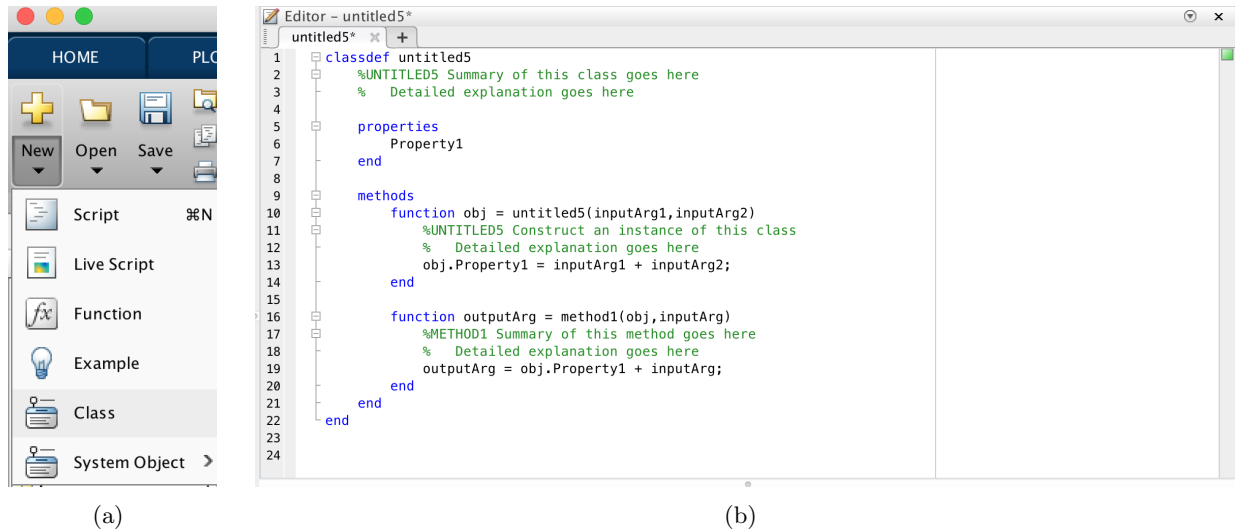 HOME PLO
New Open Save
Script ⌘N
Live Script
fx Function
Example
Class
System Object >
(a)
Editor – untitled5*
untitled5* × +
1 classdef untitled5
2 %UNTITLED5 Summary of this class goes here
3 % Detailed explanation goes here
4
5 properties
6 Property1
7 end
8
9 methods
10 function obj = untitled5(inputArg1,inputArg2)
11 %UNTITLED5 Construct an instance of this class
12 % Detailed explanation goes here
13 obj.Property1 = inputArg1 + inputArg2;
14 end
15
16 function outputArg = method1(obj,inputArg)
17 %METHOD1 Summary of this method goes here
18 % Detailed explanation goes here
19 outputArg = obj.Property1 + inputArg;
20 end
21 end
22 end
23
24
(b)